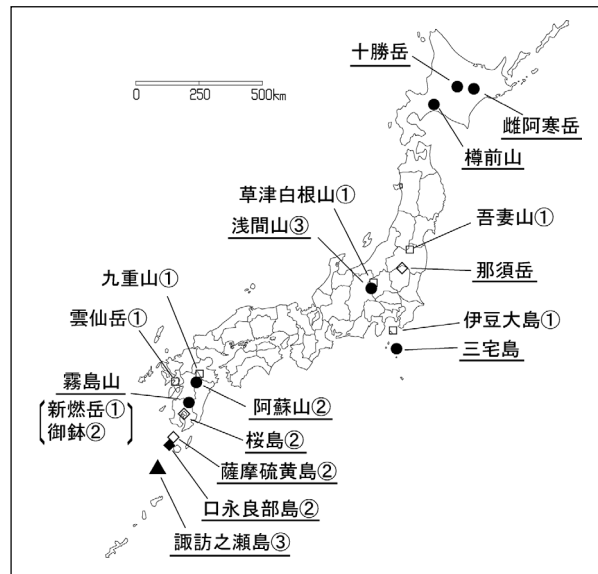 十勝岳
0 250 500km
雌阿寒岳
樽前山
草津白根山①
吾妻山①
浅間山③
那須岳
九重山①
伊豆大島①
雲仙岳①
三宅島
霧島山
阿蘇山②
新燃岳①
御鉢②
桜島②
薩摩硫黄島②
口永良部島②
諏訪之瀬島③